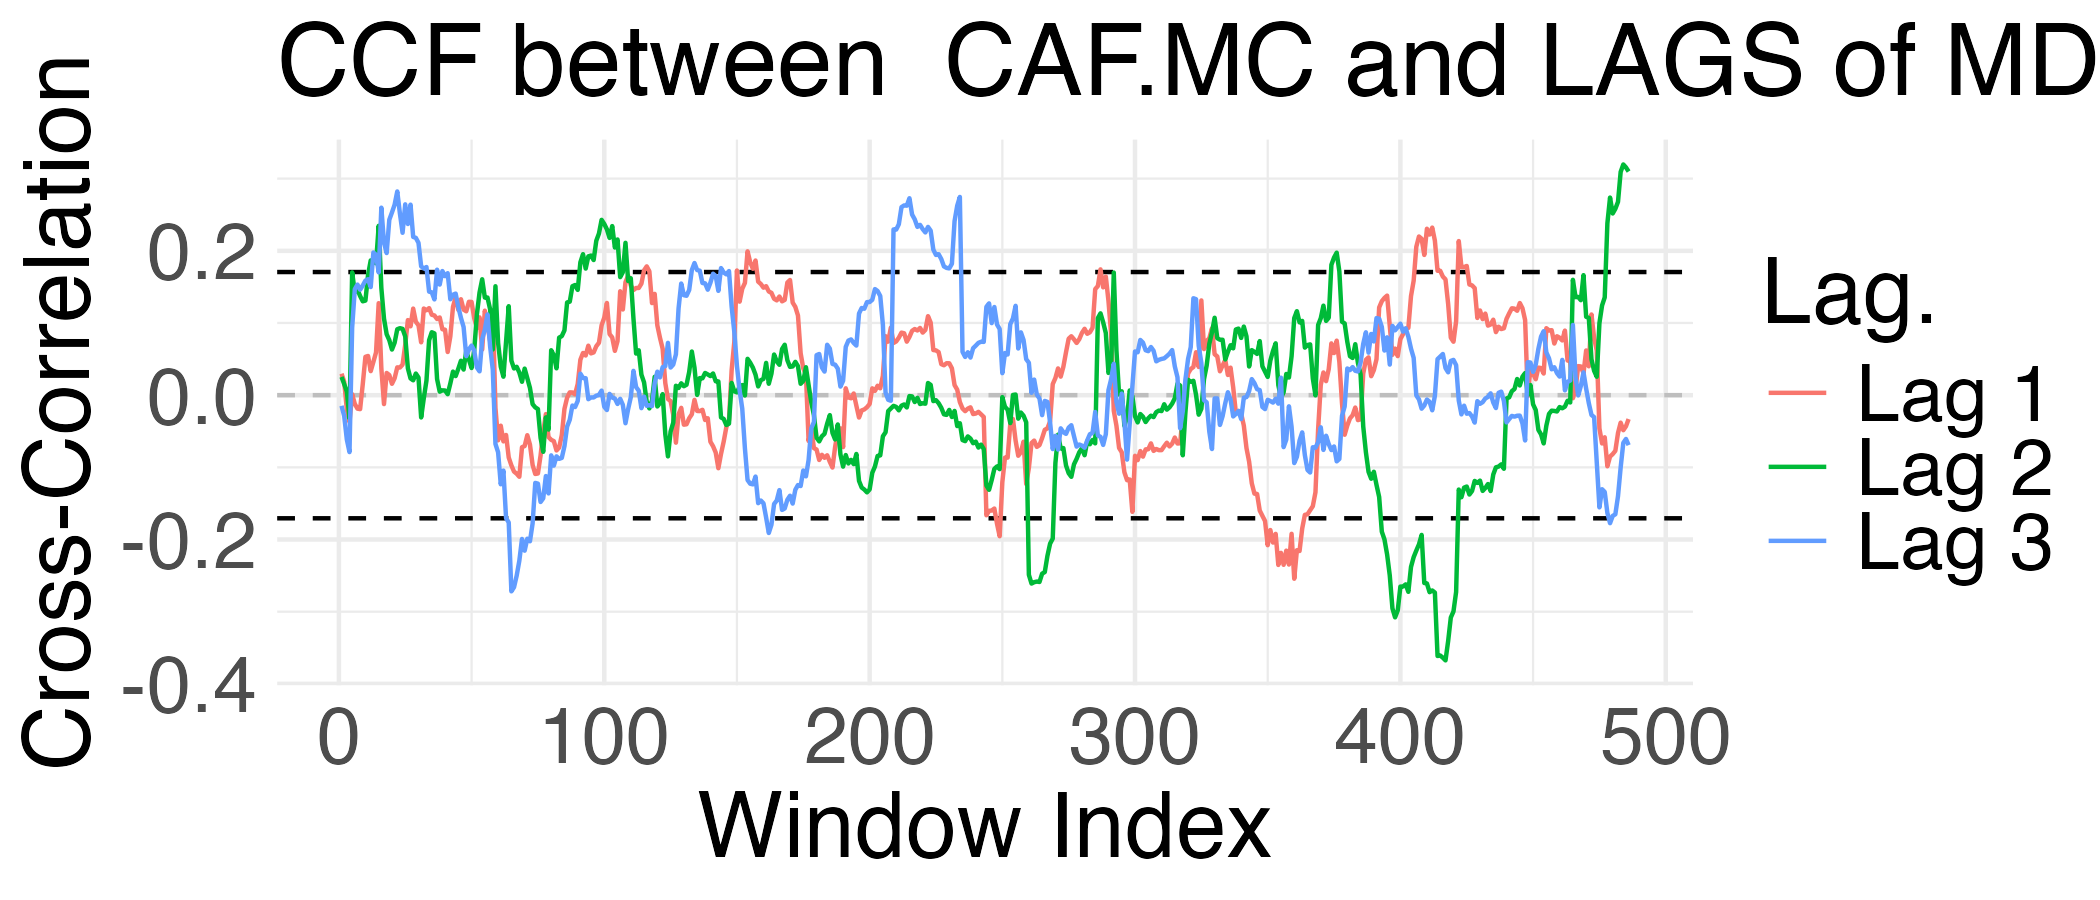 CCF between  CAF.MC and LAGS of MD
Cross-Correlation
0.2
0.0
-0.2
-0.4
0 100 200 300 400 500
Window Index
Lag.
Lag 1
Lag 2
Lag 3